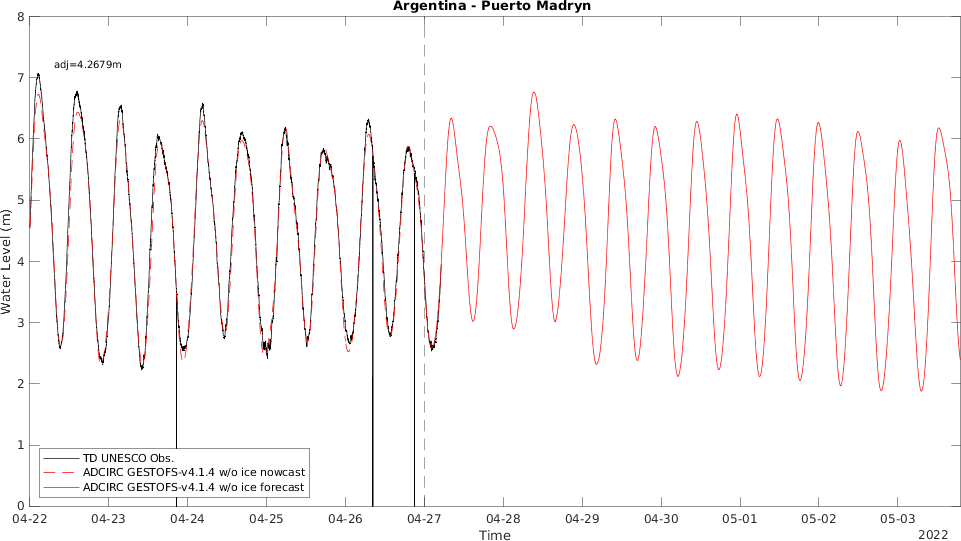 Argentina - Puerto Madryn
adj=4.2679m
Water Level (m)
8
7
6
5
4
3
2
1
0
TD UNESCO Obs.
ADCIRC GESTOFS-v4.1.4 w/o ice nowcast
ADCIRC GESTOFS-v4.1.4 w/o ice forecast
04-22 04-23 04-24 04-25 04-26 04-27 04-28 04-29 04-30 05-01 05-02 05-03
Time
2022